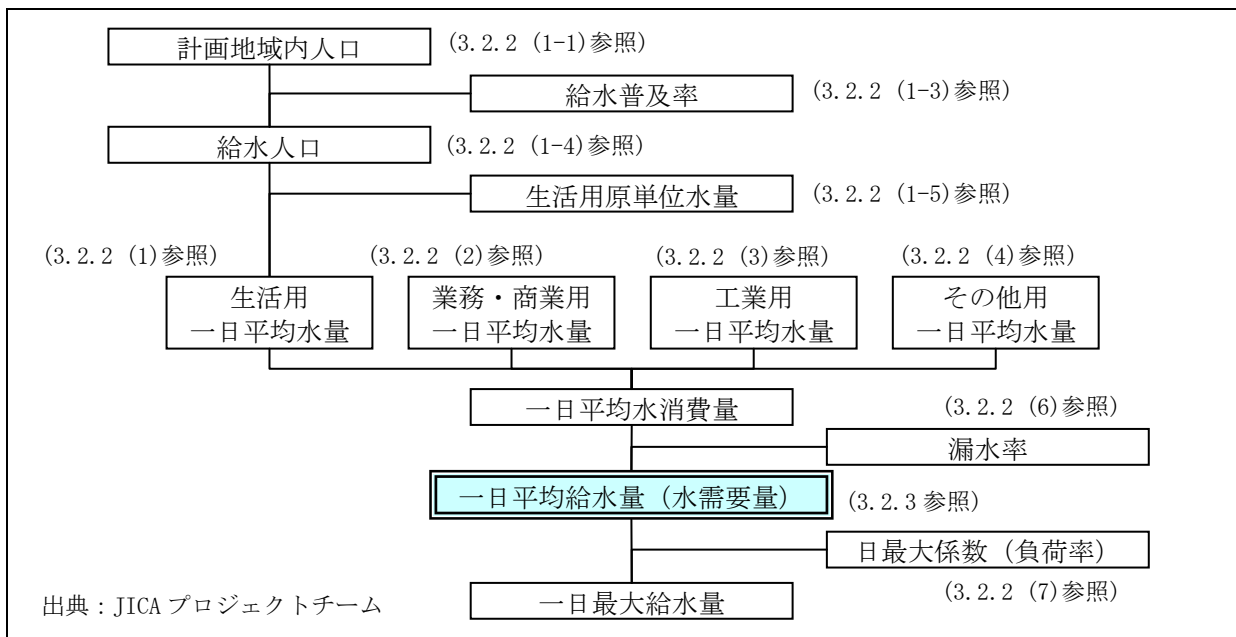 計画地域内人口 (3.2.2 (1-1)参照)
給水普及率 (3.2.2 (1-3)参照)
給水人口 (3.2.2 (1-4)参照)
生活用原単位水量 (3.2.2 (1-5)参照)
(3.2.2 (1)参照) (3.2.2 (2)参照) (3.2.2 (3)参照) (3.2.2 (4)参照)
生活用 業務・商業用 工業用 その他用
一日平均水量 一日平均水量 一日平均水量 一日平均水量
一日平均水消費量 (3.2.2 (6)参照)
漏水率
一日平均給水量（水需要量） (3.2.3 参照)
日最大係数（負荷率）
(3.2.2 (7)参照)
出典：JICA プロジェクトチーム 一日最大給水量